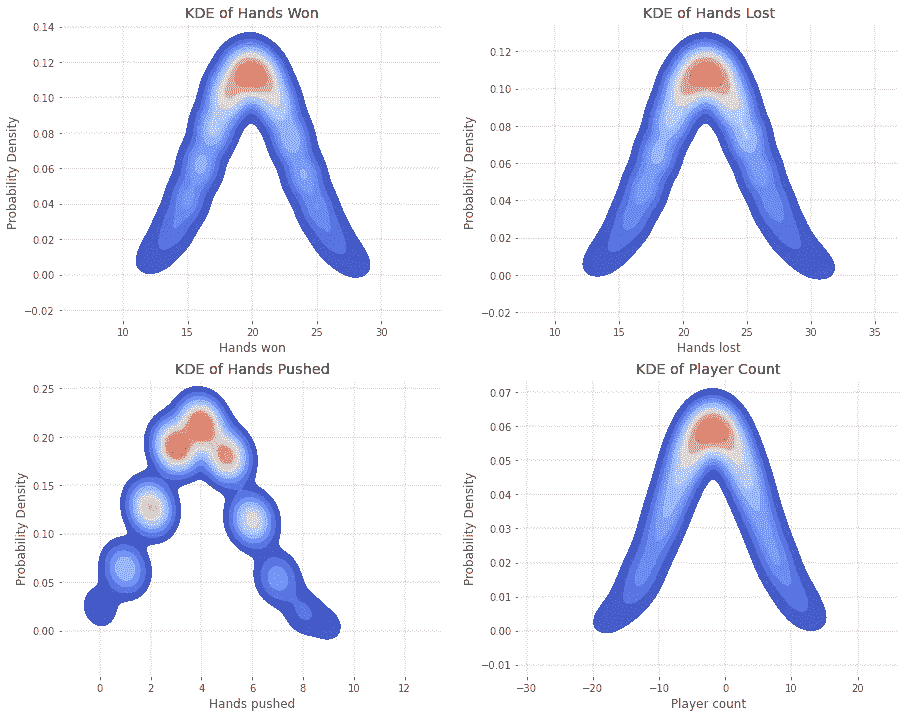 KDE of Hands Won
0.14
0.12
0.10
0.08
0.06
0.04
0.02
0.00
−0.02
Probability Density
10 15 20 25 30
Hands won
KDE of Hands Lost
0.12
0.10
0.08
0.06
0.04
0.02
0.00
−0.02
Probability Density
10 15 20 25 30 35
Hands lost
KDE of Hands Pushed
0.25
0.20
0.15
0.10
0.05
0.00
Probability Density
0 2 4 6 8 10 12
Hands pushed
KDE of Player Count
0.07
0.06
0.05
0.04
0.03
0.02
0.01
0.00
−0.01
Probability Density
−30 −20 −10 0 10 20
Player count